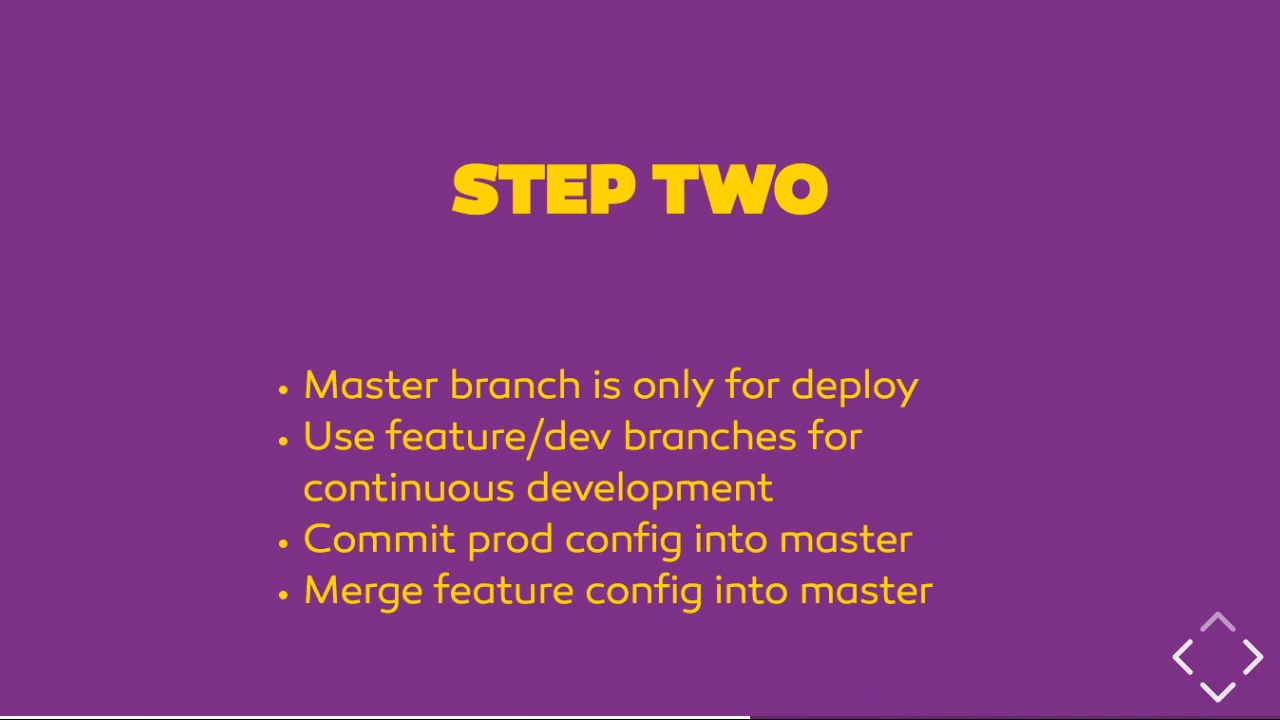 STEP TWO
• Master branch is only for deploy
• Use feature/dev branches for
continuous development
• Commit prod config into master
• Merge feature config into master